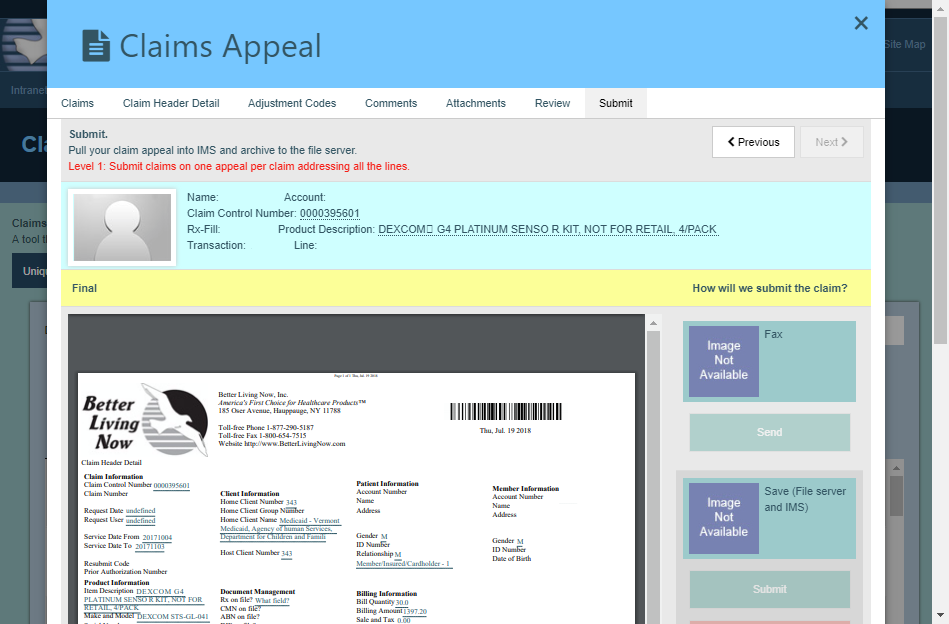 Site Map
Intranet
Claims Appeal
Claims
Claim Header Detail
Adjustment Codes
Comments
Attachments
Review
Submit
Submit.
Pull your claim appeal into IMS and archive to the file server.
Level 1: Submit claims on one appeal per claim addressing all the lines.
Previous
Next
Claims
A tool
Name: Account:
Claim Control Number: 0000395601
Rx-Fill: Product Description: DEXCOM G4 PLATINUM SENSO R KIT, NOT FOR RETAIL, 4/PACK
Transaction: Line:
Final
How will we submit the claim?
Page 1 of 1 Thu, Jul. 19 2018
Better
Living
Now
Better Living Now, Inc.
America's First Choice for Healthcare Products™
185 Oser Avenue, Hauppauge, NY 11788
Toll-free Phone 1-877-290-5187
Toll-free Fax 1-800-654-7515
Website http://www.BetterLivingNow.com
Thu, Jul. 19 2018
Claim Header Detail
Claim Information
Claim Control Number 0000395601
Claim Number
Request Date undefined
Request User undefined
Service Date From 20171004
Service Date To 20171103
Resubmit Code
Prior Authorization Number
Product Information
Item Description DEXCOM G4
PLATINUM SENSO R KIT, NOT FOR
RETAIL, 4/PACK
Make and Model DEXCOM STS-GL-041
Client Information
Home Client Number 343
Home Client Group Number
Home Client Name Medicaid - Vermont
Medicaid, Agency of human Services,
Department for Children and Famili
Host Client Number 343
Document Management
Rx on file? What field?
CMN on file?
ABN on file?
Patient Information
Account Number
Name
Address
Gender M
ID Number
Relationship M
Member/Insured/Cardholder - 1
Billing Information
Bill Quantity 30.0
Billing Amount 1397.20
Sale and Tax 0.00
Member Information
Account Number
Name
Address
Gender M
ID Number
Date of Birth
Image
Not
Available
Fax
Send
Image
Not
Available
Save (File server
and IMS)
Submit